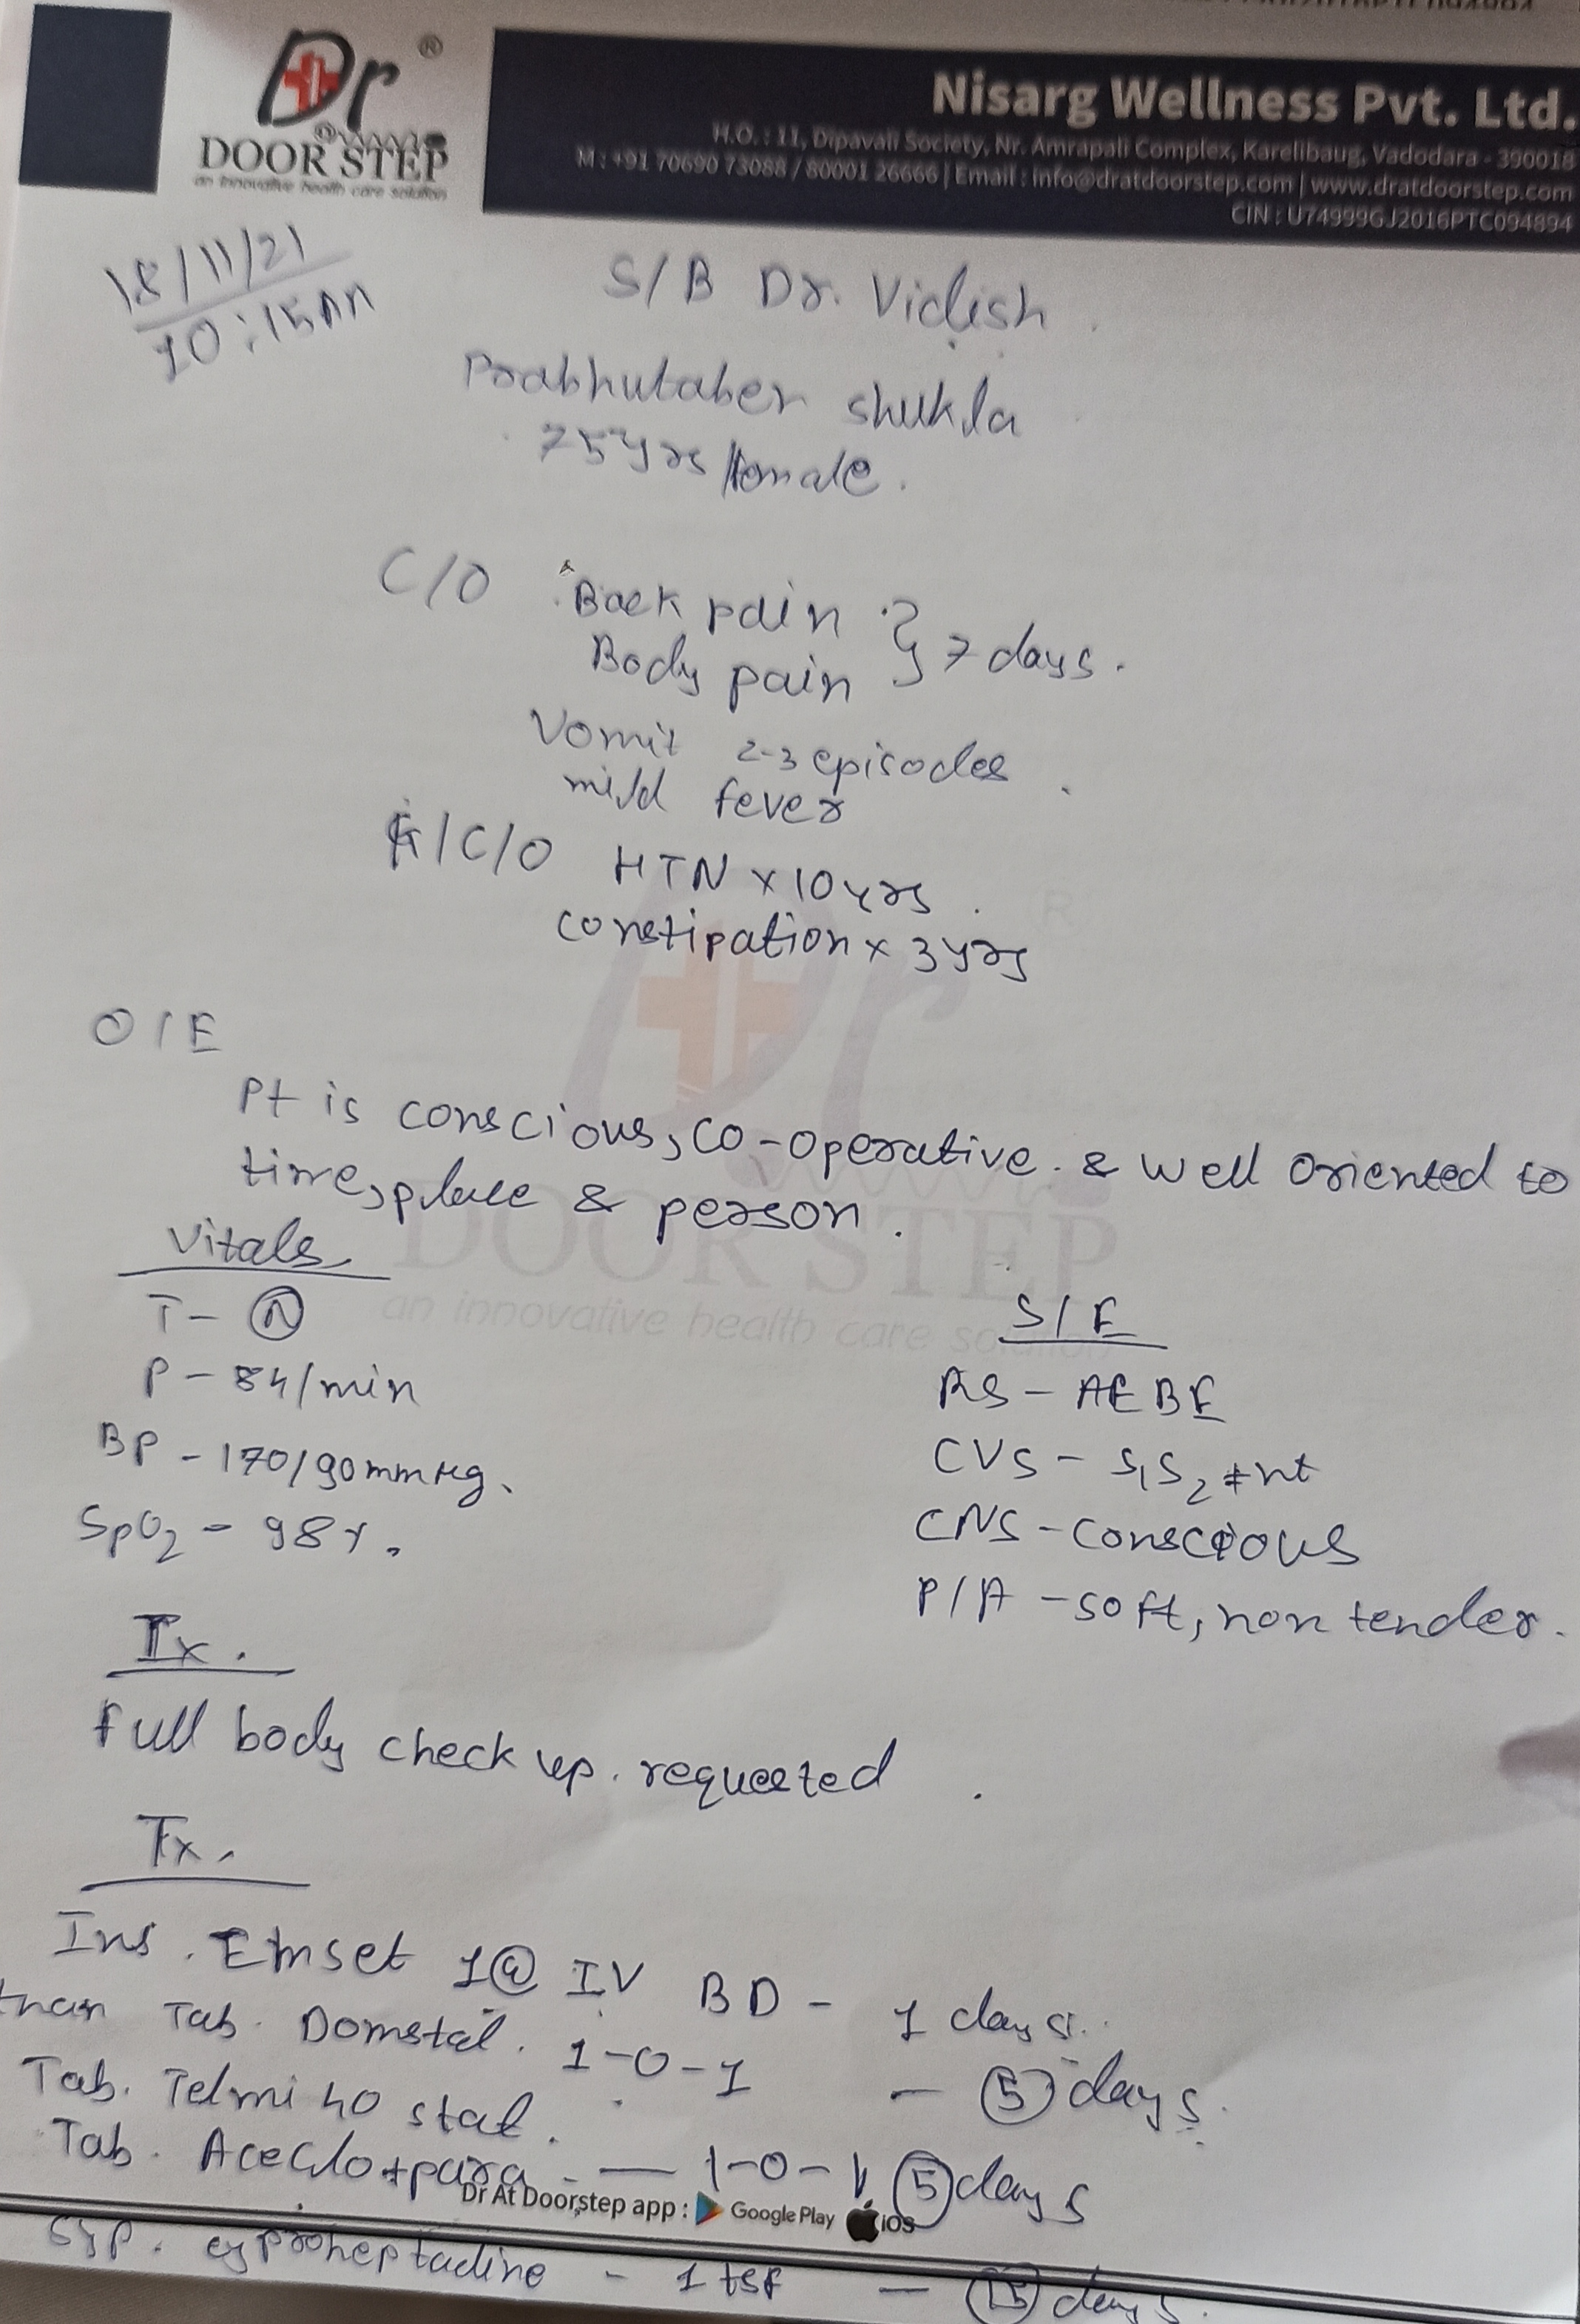 Dr ®
DOOR STEP
an innovative health care solution
Nisarg Wellness Pvt. Ltd.
H.O. : 11, Dipavali Society, Nr. Amrapali Complex, Karelibaug, Vadodara - 390018
M : +91 70690 73088 / 80001 26666 | Email : info@dratdoorstep.com | www.dratdoorstep.com
CIN : U74999GJ2016PTC094894
18/11/21
10:15AM
S/B Dr. Vidish
Prabhutaben shukla
75yrs/female.
C/O Back pain } 7 days.
Body pain
Vomit 2-3 episodes
mild fever
K/C/O HTN x 10yrs
constipation x 3yrs
O/E
Pt is conscious, co-operative & well oriented to
time, place & person.
Vitals
T- N
P - 84/min
BP - 170/90mmHg.
SpO2 - 98%.
S/E
RS - AEBE
CVS - S1S2 +nt
CNS - conscious
P/A - soft, non tender.
Ix.
full body check up. requested
Tx.
Inj. Emset 1@ IV BD - 1 days.
than Tab. Domstal. 1-0-1 - 5 days.
Tab. Telmi 40 stat.
Tab. Aceclo+para - 1-0-1 5 days
Dr At Doorstep app : Google Play iOS
syp. cyproheptadine - 1 tsf - 15 days.